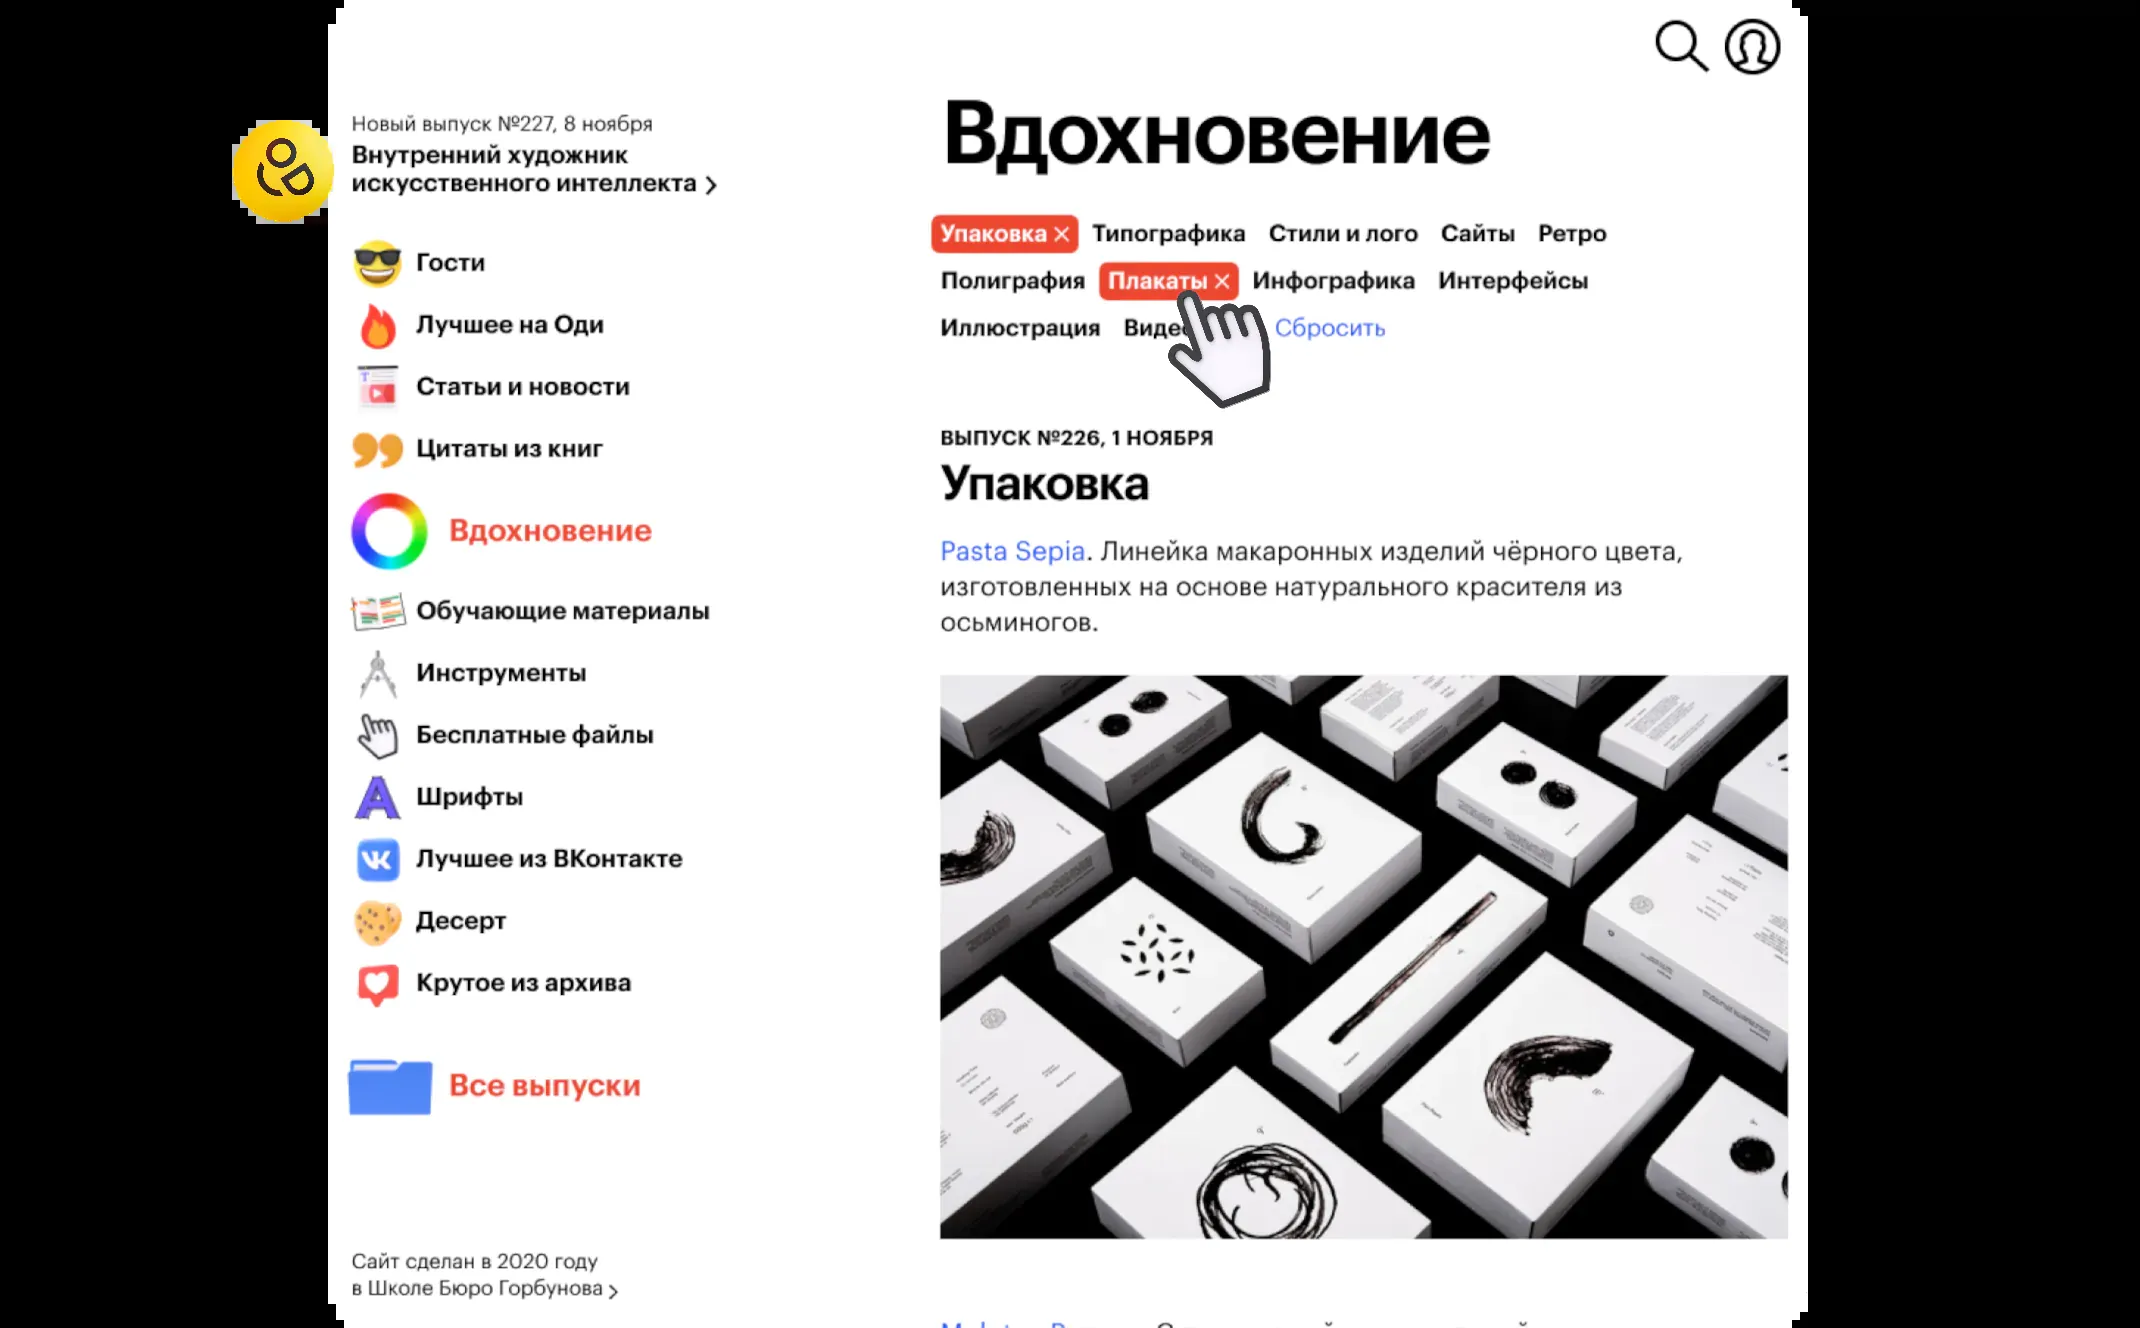 Новый выпуск №227, 8 ноября
Внутренний художник
искусственного интеллекта
Гости
Лучшее на Оди
Статьи и новости
Цитаты из книг
Вдохновение
Обучающие материалы
Инструменты
Бесплатные файлы
Шрифты
Лучшее из ВКонтакте
Десерт
Крутое из архива
Все выпуски
Сайт сделан в 2020 году
в Школе Бюро Горбунова
Вдохновение
Упаковка Типографика Стили и лого Сайты Ретро
Полиграфия Плакаты Инфографика Интерфейсы
Иллюстрация Сбросить
ВЫПУСК №226, 1 НОЯБРЯ
Упаковка
Pasta Sepia. Линейка макаронных изделий чёрного цвета,
изготовленных на основе натурального красителя из
осьминогов.